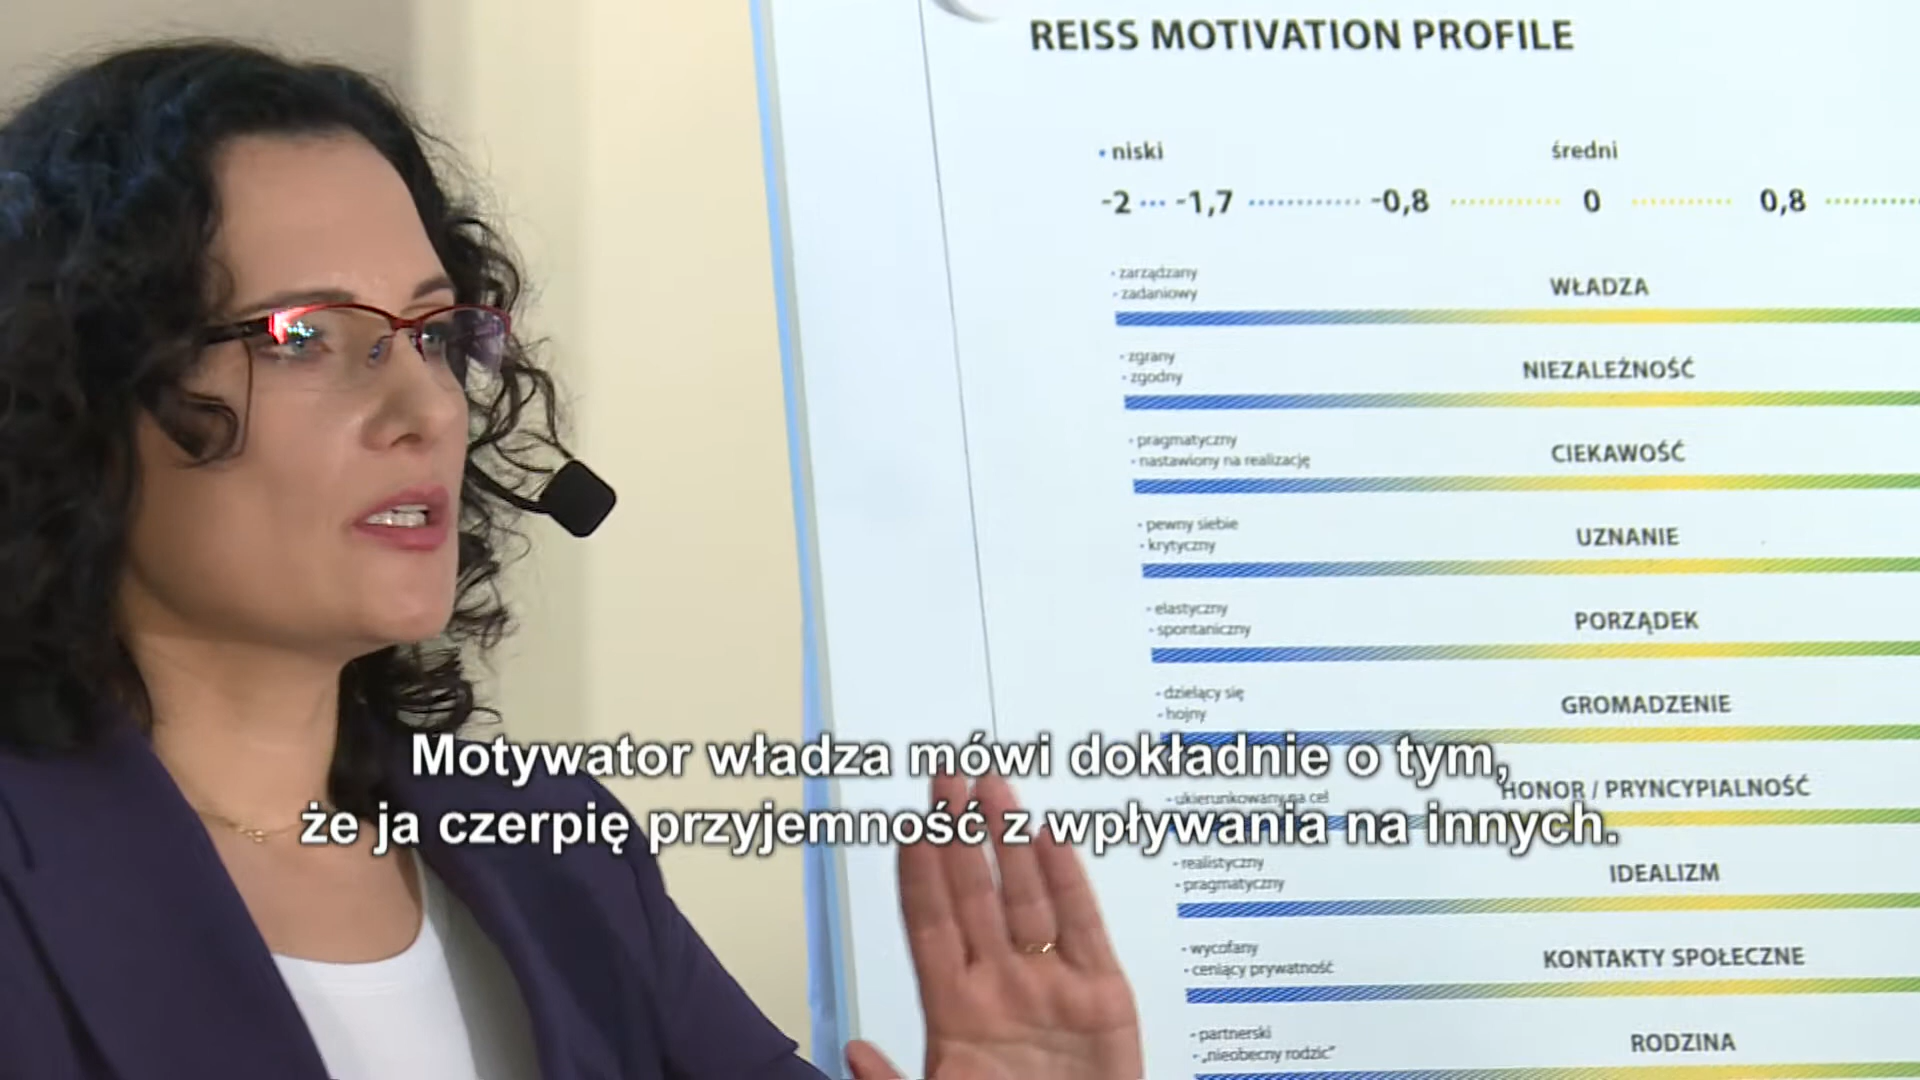 REISS MOTIVATION PROFILE
• niski średni
-2 -1,7 -0,8 0 0,8
- zarządzany
- zadaniowy
WŁADZA
- zgrany
- zgodny
NIEZALEŻNOŚĆ
- pragmatyczny
- nastawiony na realizację
CIEKAWOŚĆ
- pewny siebie
- krytyczny
UZNANIE
- elastyczny
- spontaniczny
PORZĄDEK
- dzielący się
- hojny
GROMADZENIE
Motywator władza mówi dokładnie o tym,
że ja czerpię przyjemność z wpływania na innych.
- ukierunkowany na cel
HONOR / PRYNCYPIALNOŚĆ
- realistyczny
- pragmatyczny
IDEALIZM
- wycofany
- ceniący prywatność
KONTAKTY SPOŁECZNE
- partnerski
- „nieobecny rodzic"
RODZINA